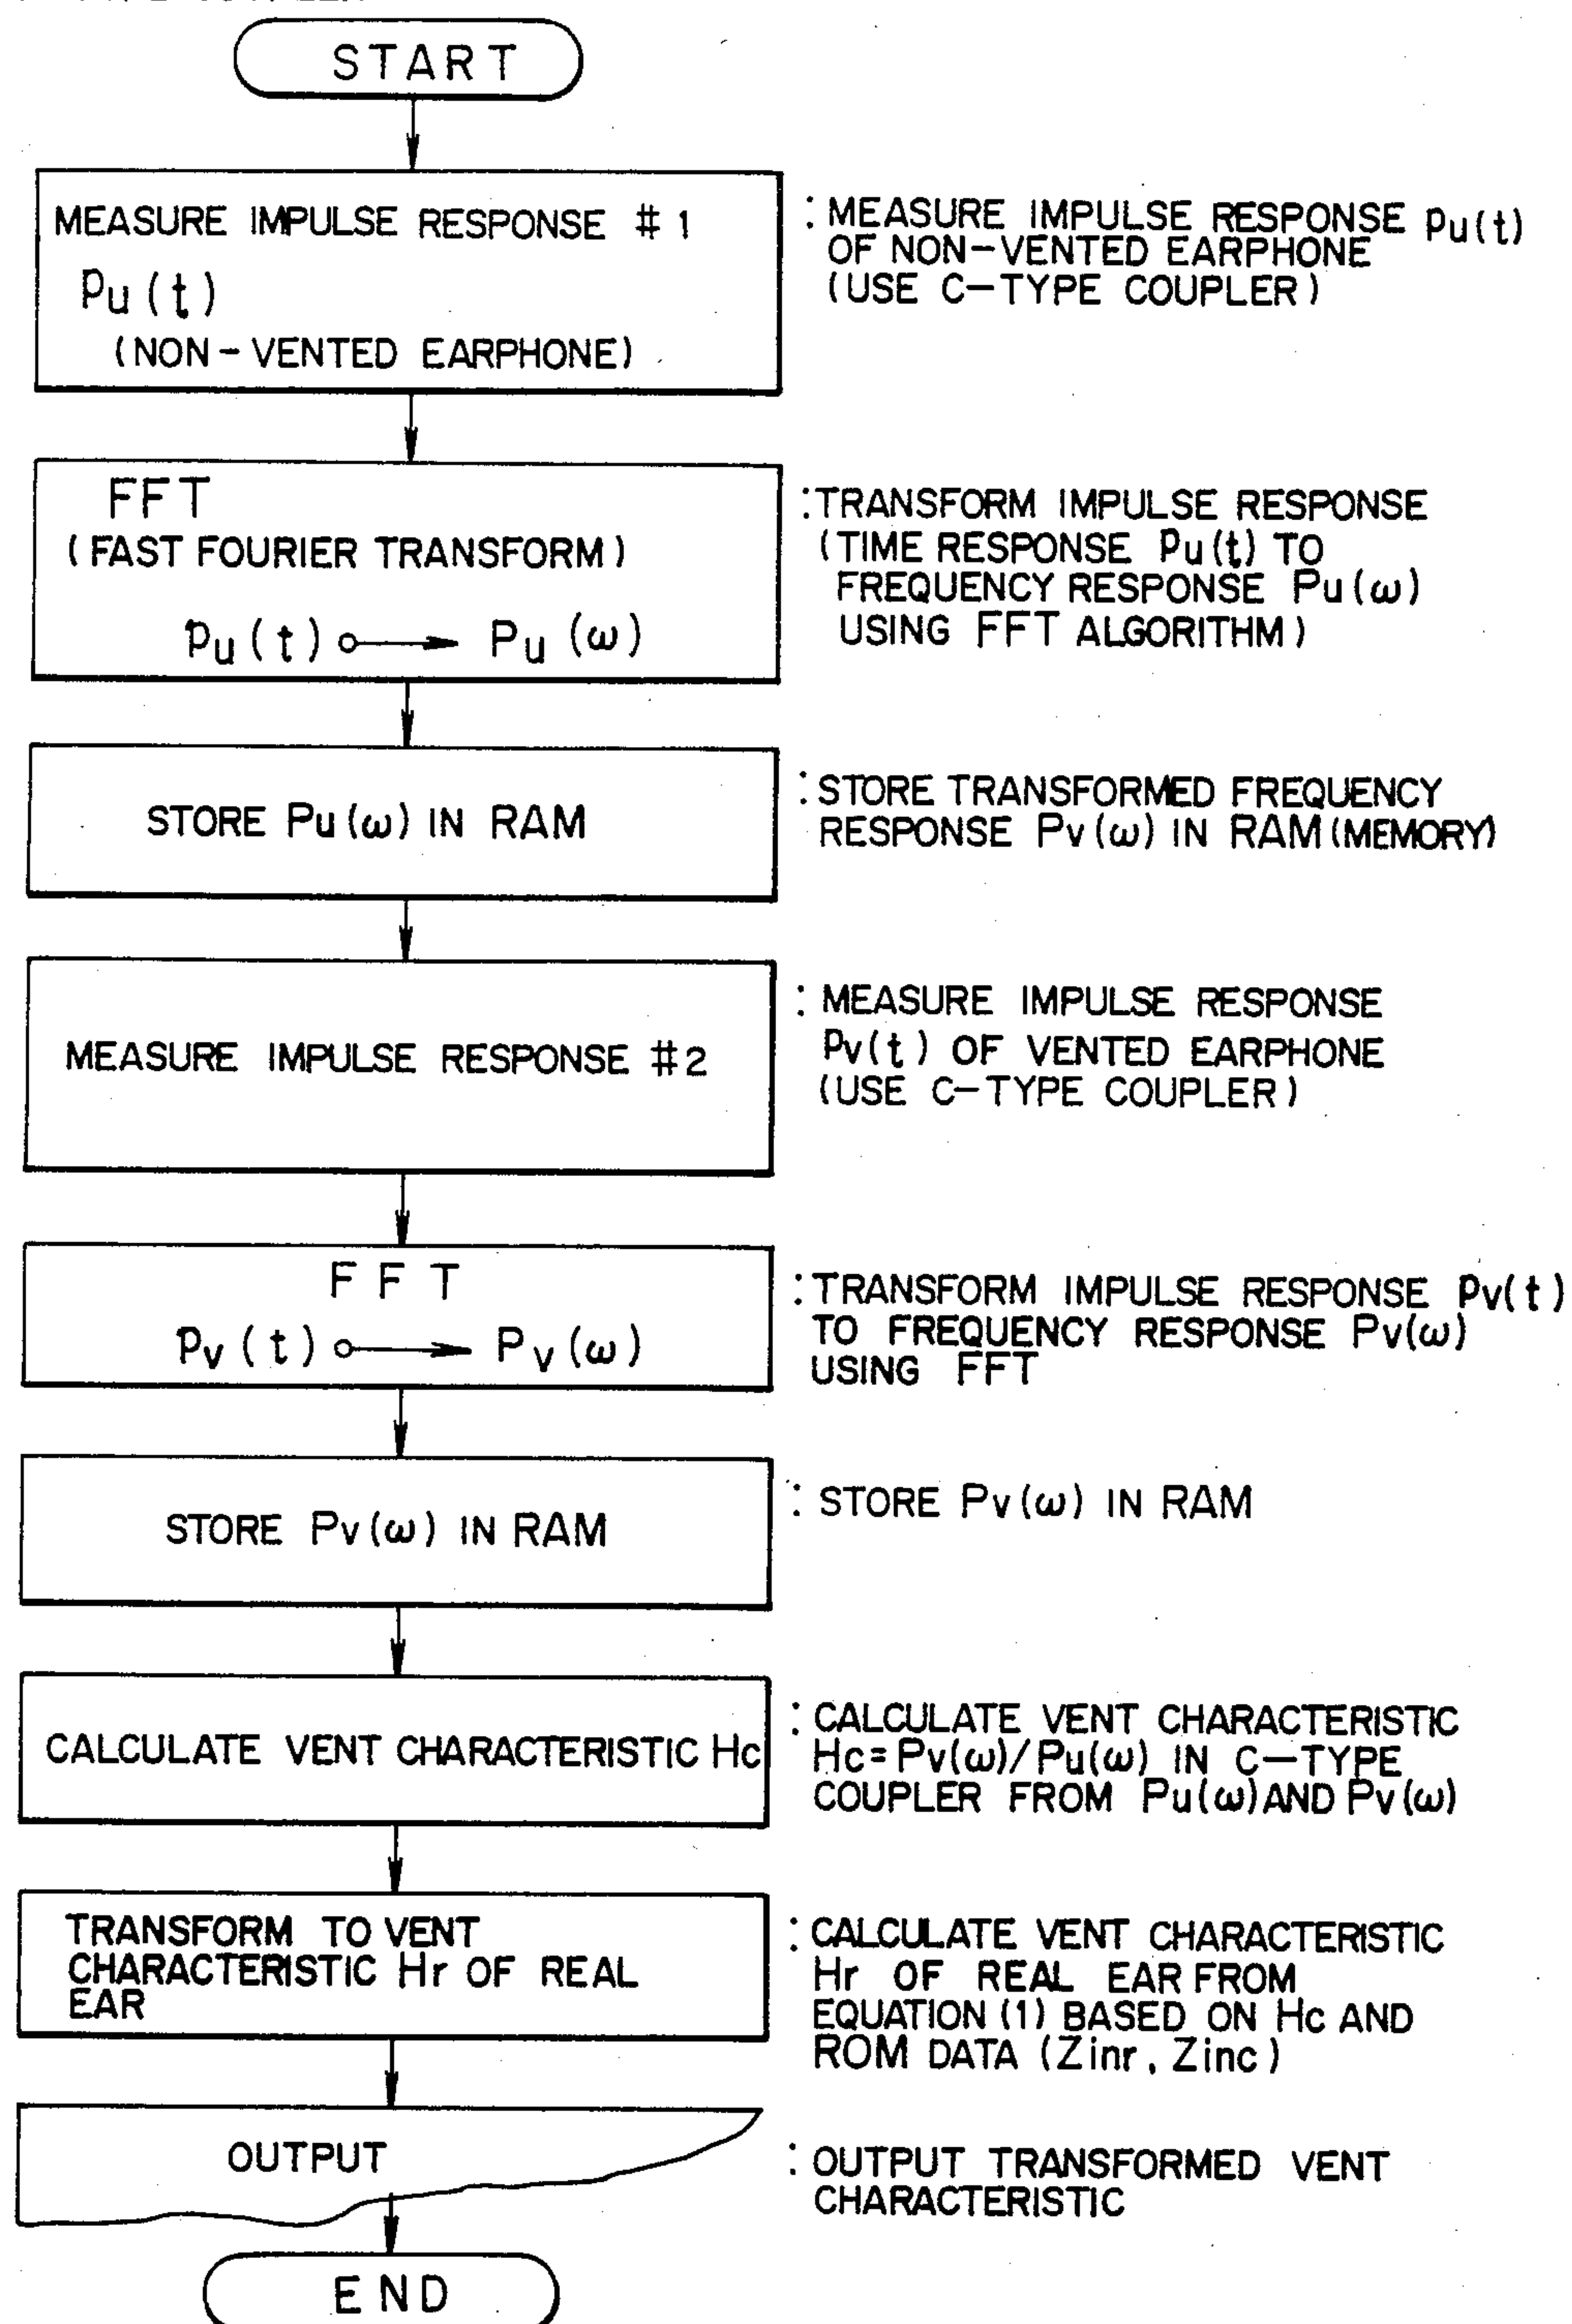 START
MEASURE IMPULSE RESPONSE # 1
pu(t)
(NON-VENTED EARPHONE)
: MEASURE IMPULSE RESPONSE pu(t)
OF NON-VENTED EARPHONE
(USE C-TYPE COUPLER)
FFT
(FAST FOURIER TRANSFORM)
pu(t) ⟶ Pu(ω)
: TRANSFORM IMPULSE RESPONSE
(TIME RESPONSE pu(t) TO
FREQUENCY RESPONSE Pu(ω)
USING FFT ALGORITHM)
STORE Pu(ω) IN RAM
: STORE TRANSFORMED FREQUENCY
RESPONSE Pv(ω) IN RAM (MEMORY)
MEASURE IMPULSE RESPONSE #2
: MEASURE IMPULSE RESPONSE
pv(t) OF VENTED EARPHONE
(USE C-TYPE COUPLER)
FFT
pv(t) ⟶ Pv(ω)
: TRANSFORM IMPULSE RESPONSE pv(t)
TO FREQUENCY RESPONSE Pv(ω)
USING FFT
STORE Pv(ω) IN RAM
: STORE Pv(ω) IN RAM
CALCULATE VENT CHARACTERISTIC Hc
: CALCULATE VENT CHARACTERISTIC
Hc=Pv(ω)/Pu(ω) IN C-TYPE
COUPLER FROM Pu(ω) AND Pv(ω)
TRANSFORM TO VENT
CHARACTERISTIC Hr OF REAL
EAR
: CALCULATE VENT CHARACTERISTIC
Hr OF REAL EAR FROM
EQUATION (1) BASED ON Hc AND
ROM DATA (Zinr, Zinc)
OUTPUT
: OUTPUT TRANSFORMED VENT
CHARACTERISTIC
END